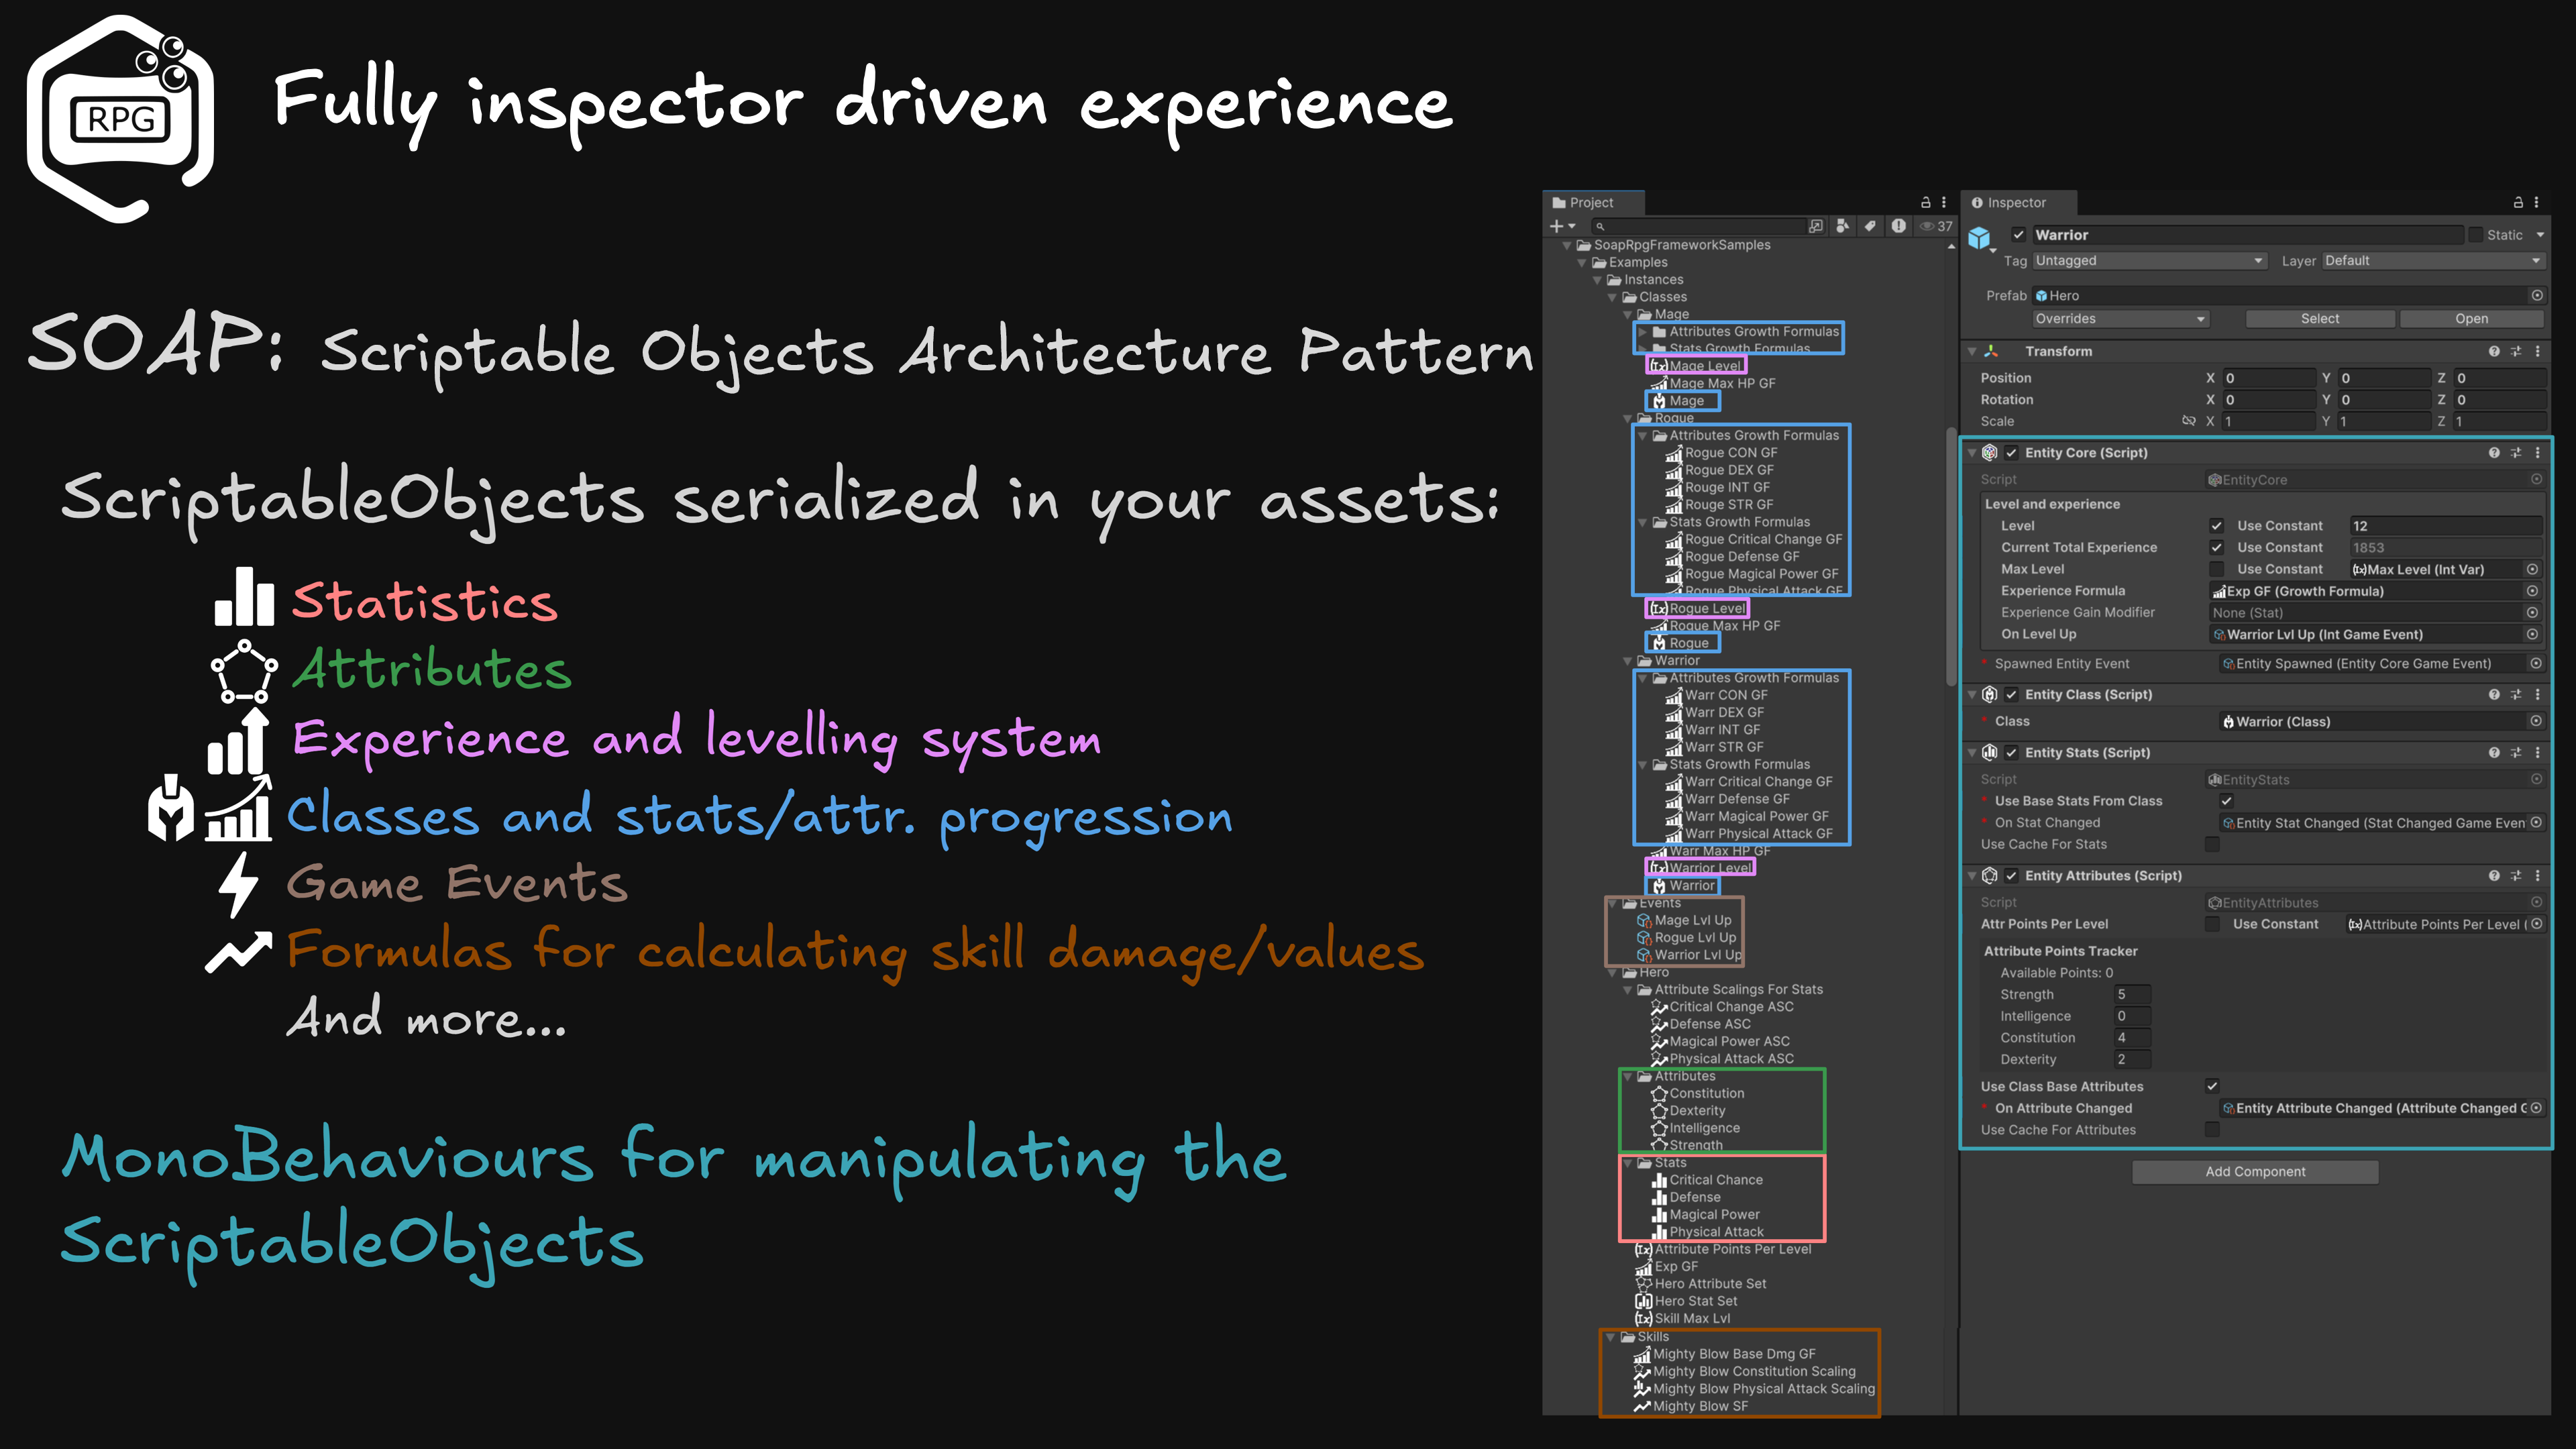 RPG
Fully inspector driven experience
SOAP: Scriptable Objects Architecture Pattern
ScriptableObjects serialized in your assets:
Statistics
Attributes
Experience and levelling system
Classes and stats/attr. progression
Game Events
Formulas for calculating skill damage/values
And more...
MonoBehaviours for manipulating the
ScriptableObjects
Project
37
SoapRpgFrameworkSamples
Examples
Instances
Classes
Mage
Attributes Growth Formulas
Stats Growth Formulas
Mage Level
Mage Max HP GF
Mage
Rogue
Attributes Growth Formulas
Rogue CON GF
Rogue DEX GF
Rouge INT GF
Rouge STR GF
Stats Growth Formulas
Rogue Critical Change GF
Rogue Defense GF
Rogue Magical Power GF
Rogue Physical Attack GF
Rogue Level
Rogue Max HP GF
Rogue
Warrior
Attributes Growth Formulas
Warr CON GF
Warr DEX GF
Warr INT GF
Warr STR GF
Stats Growth Formulas
Warr Critical Change GF
Warr Defense GF
Warr Magical Power GF
Warr Physical Attack GF
Warr Max HP GF
Warrior Level
Warrior
Events
Mage Lvl Up
Rogue Lvl Up
Warrior Lvl Up
Hero
Attribute Scalings For Stats
Critical Change ASC
Defense ASC
Magical Power ASC
Physical Attack ASC
Attributes
Constitution
Dexterity
Intelligence
Strength
Stats
Critical Chance
Defense
Magical Power
Physical Attack
Attribute Points Per Level
Exp GF
Hero Attribute Set
Hero Stat Set
Skill Max Lvl
Skills
Mighty Blow Base Dmg GF
Mighty Blow Constitution Scaling
Mighty Blow Physical Attack Scaling
Mighty Blow SF
Inspector
Warrior Static
Tag Untagged Layer Default
Prefab Hero
Overrides Select Open
Transform
Position X 0 Y 0 Z 0
Rotation X 0 Y 0 Z 0
Scale X 1 Y 1 Z 1
Entity Core (Script)
Script EntityCore
Level and experience
Level Use Constant 12
Current Total Experience Use Constant 1853
Max Level Use Constant (x)Max Level (Int Var)
Experience Formula Exp GF (Growth Formula)
Experience Gain Modifier None (Stat)
On Level Up Warrior Lvl Up (Int Game Event)
* Spawned Entity Event Entity Spawned (Entity Core Game Event)
Entity Class (Script)
* Class Warrior (Class)
Entity Stats (Script)
Script EntityStats
* Use Base Stats From Class
* On Stat Changed Entity Stat Changed (Stat Changed Game Even
Use Cache For Stats
Entity Attributes (Script)
Script EntityAttributes
Attr Points Per Level Use Constant (x)Attribute Points Per Level (
Attribute Points Tracker
Available Points: 0
Strength 5
Intelligence 0
Constitution 4
Dexterity 2
Use Class Base Attributes
* On Attribute Changed Entity Attribute Changed (Attribute Changed G
Use Cache For Attributes
Add Component